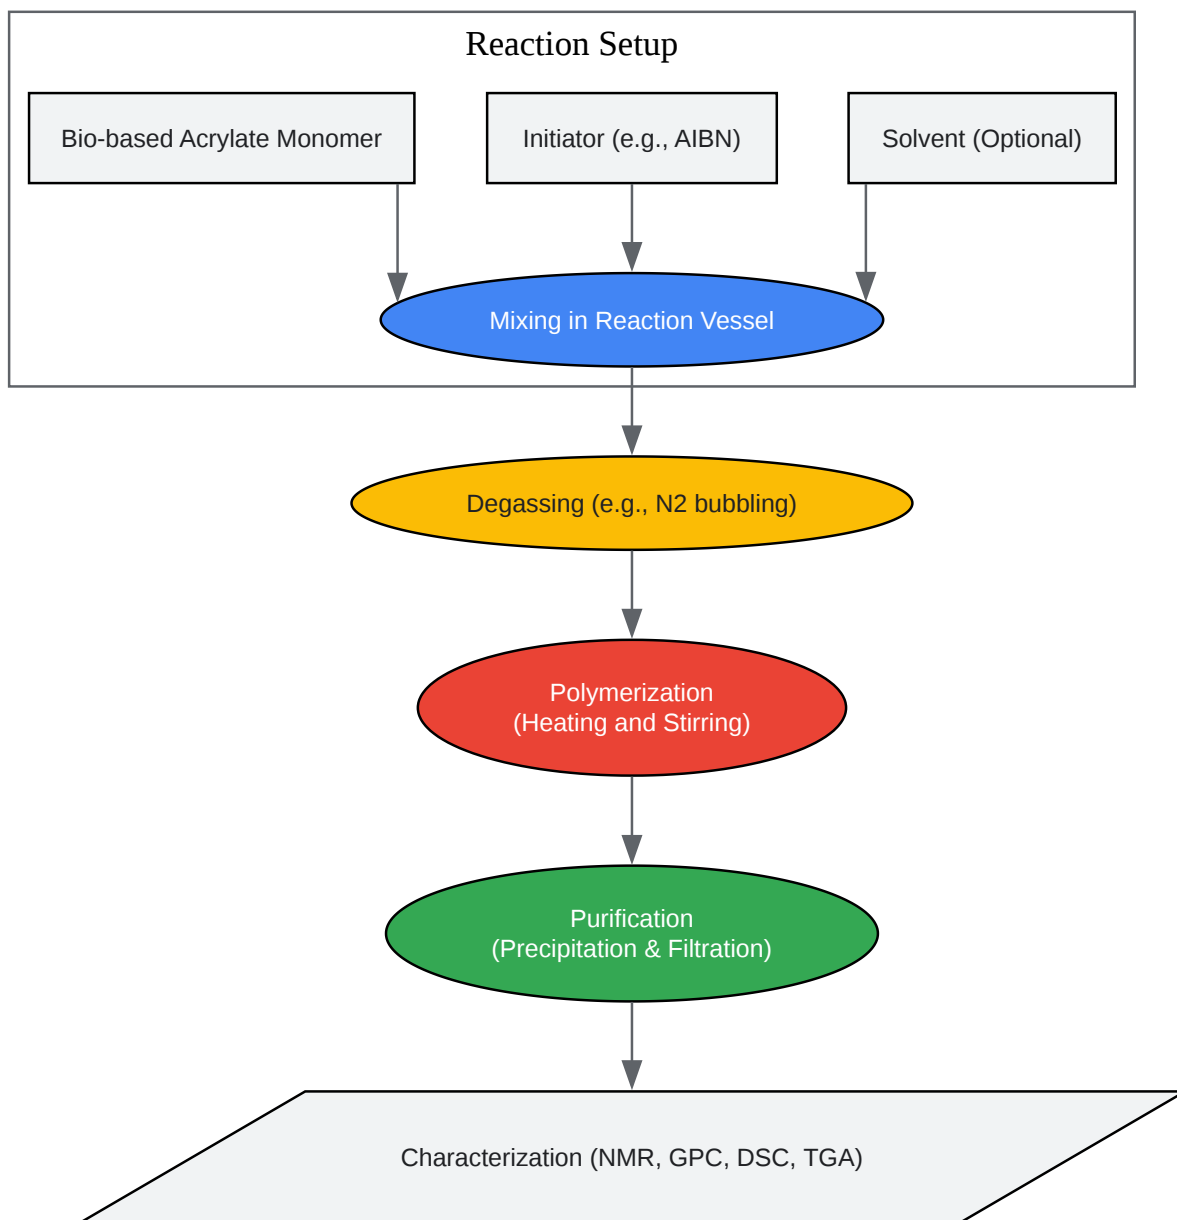 Reaction Setup
Bio-based Acrylate Monomer
Initiator (e.g., AIBN)
Solvent (Optional)
Mixing in Reaction Vessel
Degassing (e.g., N2 bubbling)
Polymerization
(Heating and Stirring)
Purification
(Precipitation & Filtration)
Characterization (NMR, GPC, DSC, TGA)